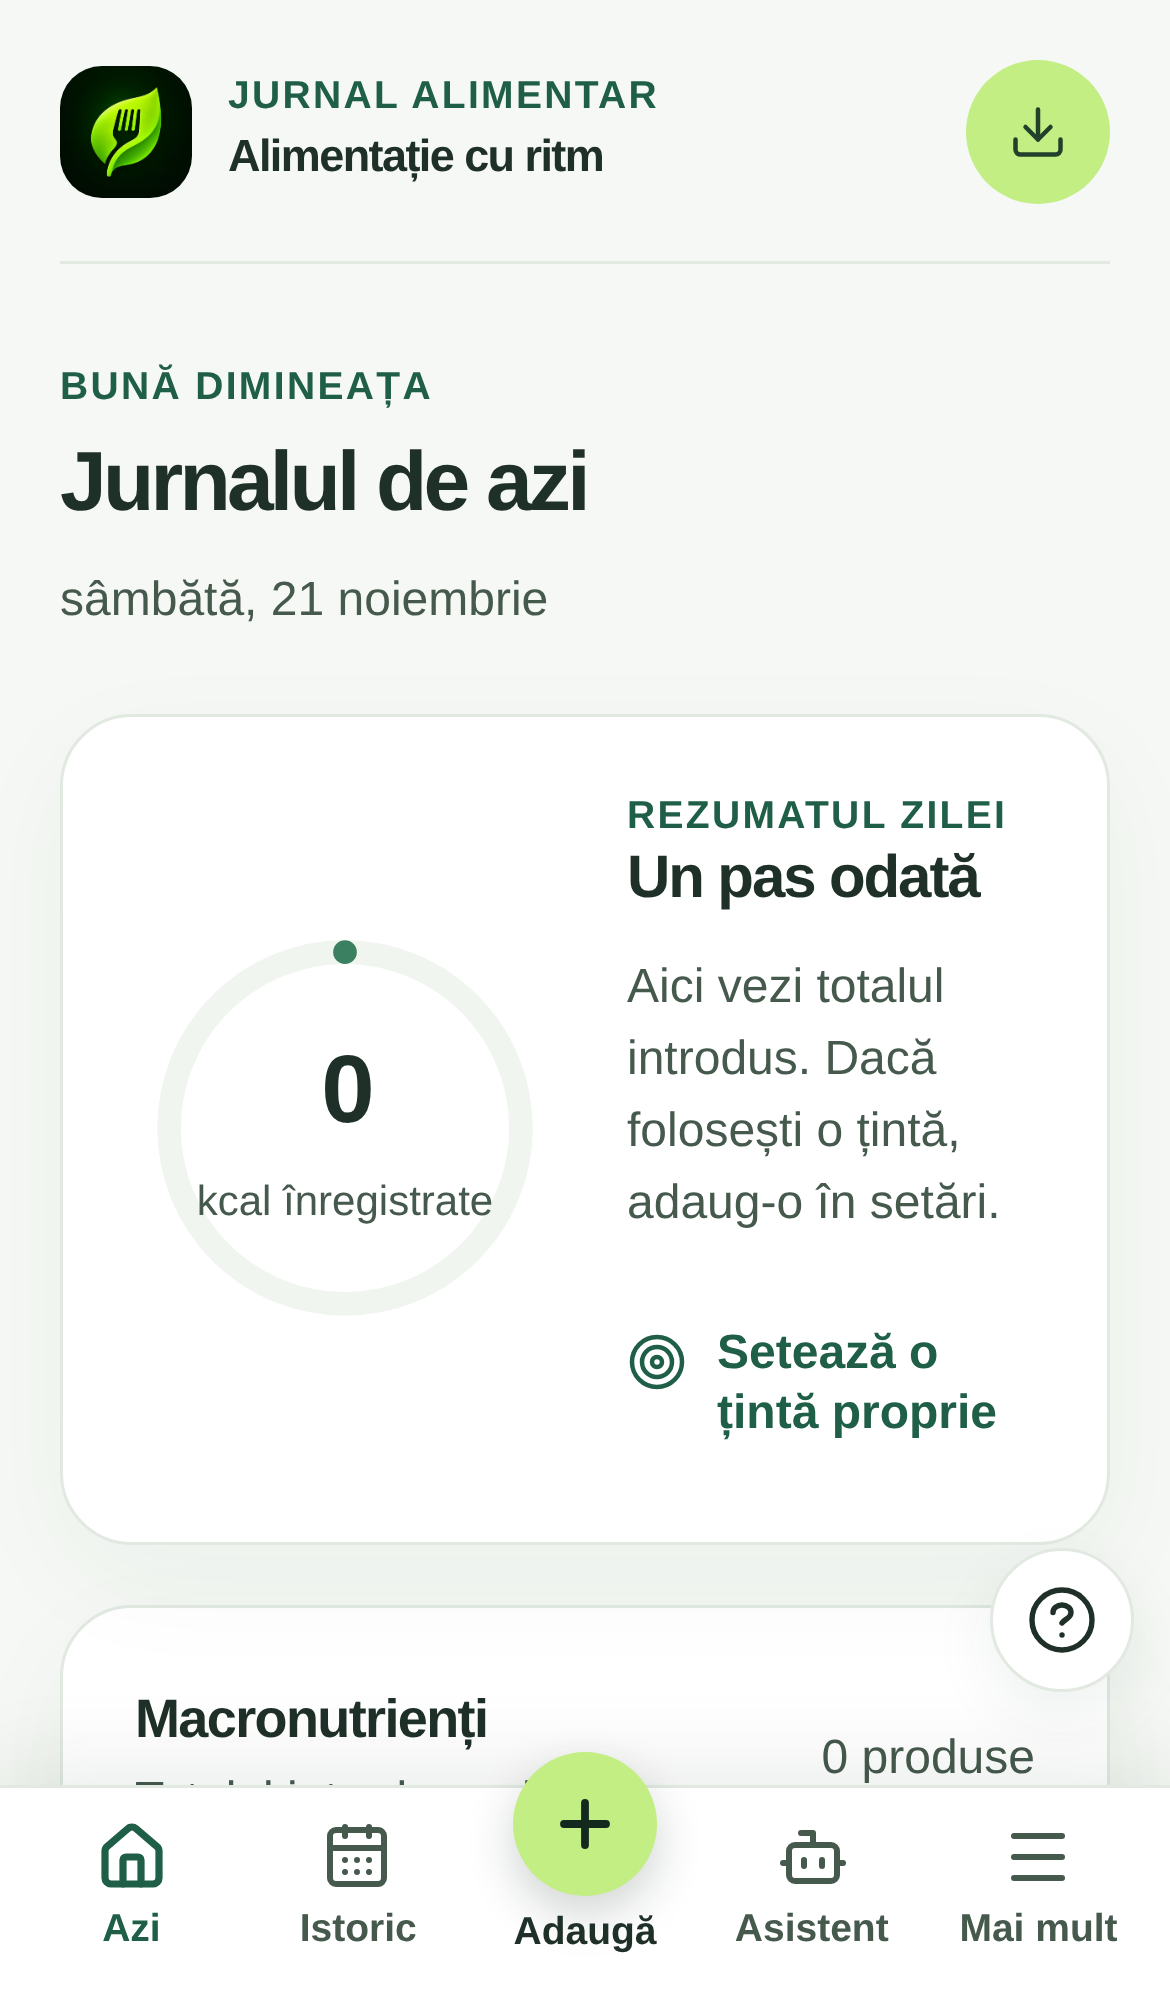 JURNAL ALIMENTAR
Alimentație cu ritm
BUNĂ DIMINEAȚA
Jurnalul de azi
sâmbătă, 21 noiembrie
REZUMATUL ZILEI
Un pas odată
Aici vezi totalul
introdus. Dacă
folosești o țintă,
adaug-o în setări.
0
kcal înregistrate
Setează o
țintă proprie
Macronutrienți
0 produse
Azi
Istoric
Adaugă
Asistent
Mai mult